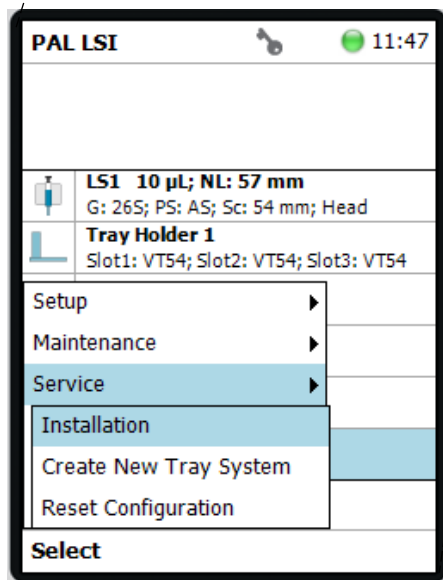 PAL LSI 11:47
LS1 10 µL; NL: 57 mm
G: 26S; PS: AS; Sc: 54 mm; Head
Tray Holder 1
Slot1: VT54; Slot2: VT54; Slot3: VT54
Setup
Maintenance
Service
Installation
Create New Tray System
Reset Configuration
Select